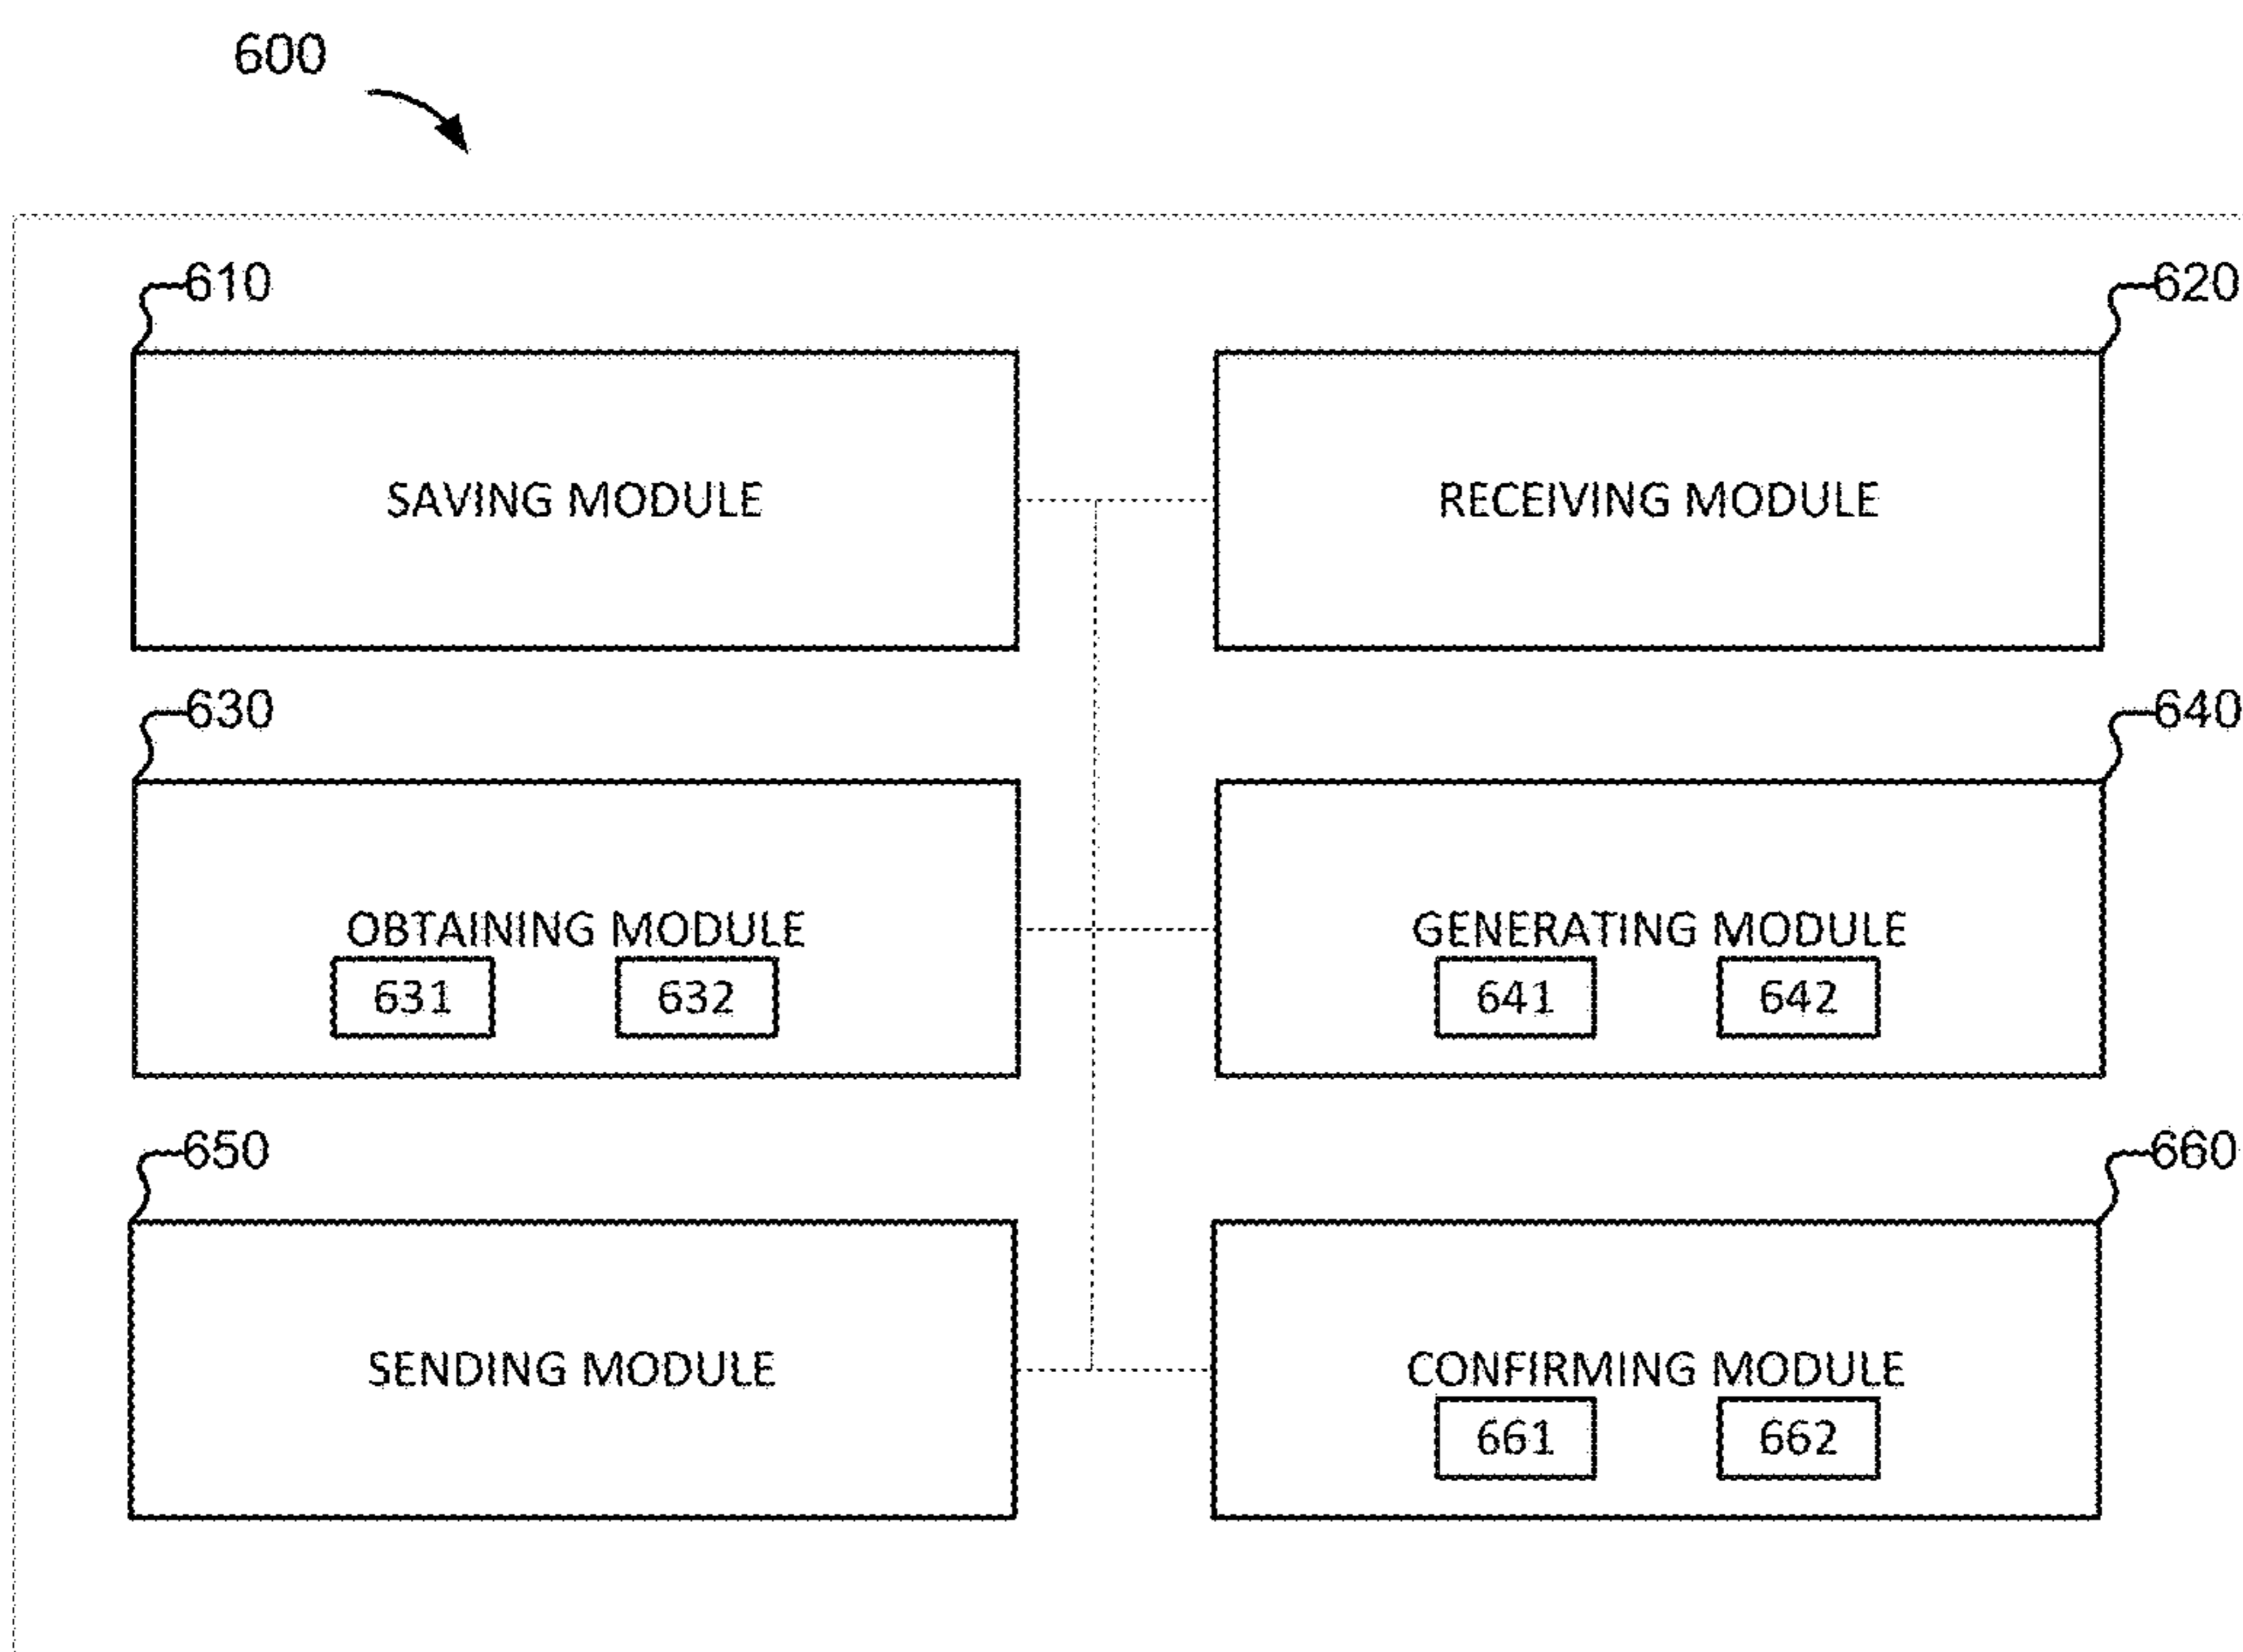 600
610
620
SAVING MODULE
RECEIVING MODULE
630
640
OBTAINING MODULE
631
632
GENERATING MODULE
641
642
650
660
SENDING MODULE
CONFIRMING MODULE
661
662